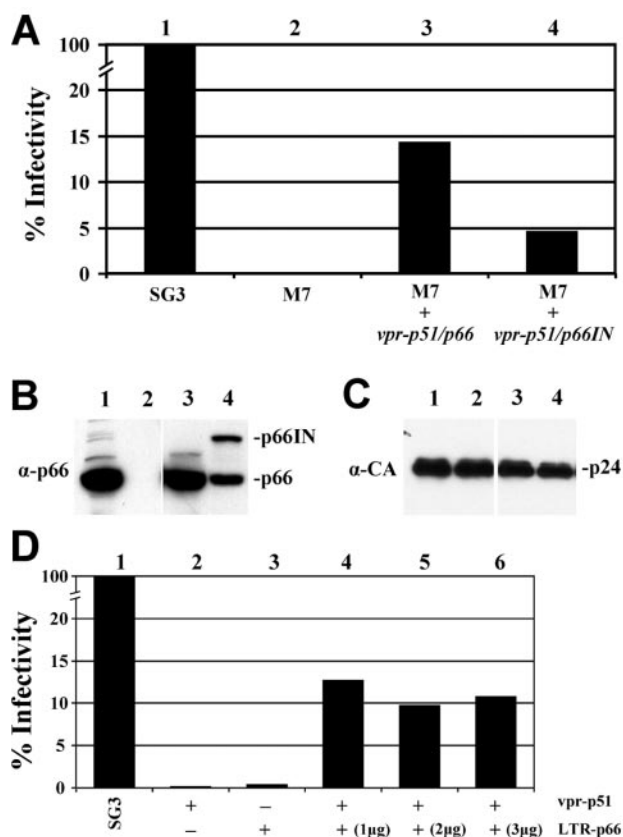 A
1 2 3 4
% Infectivity
100
20
15
10
5
0
SG3 M7 M7 M7
+ +
vpr-p51/p66 vpr-p51/p66IN
B
1 2 3 4
α-p66
-p66IN
-p66
C
1 2 3 4
α-CA
-p24
D
1 2 3 4 5 6
% Infectivity
100
20
15
10
5
0
SG3
+ – + + + vpr-p51
– + + (1µg) + (2µg) + (3µg) LTR-p66